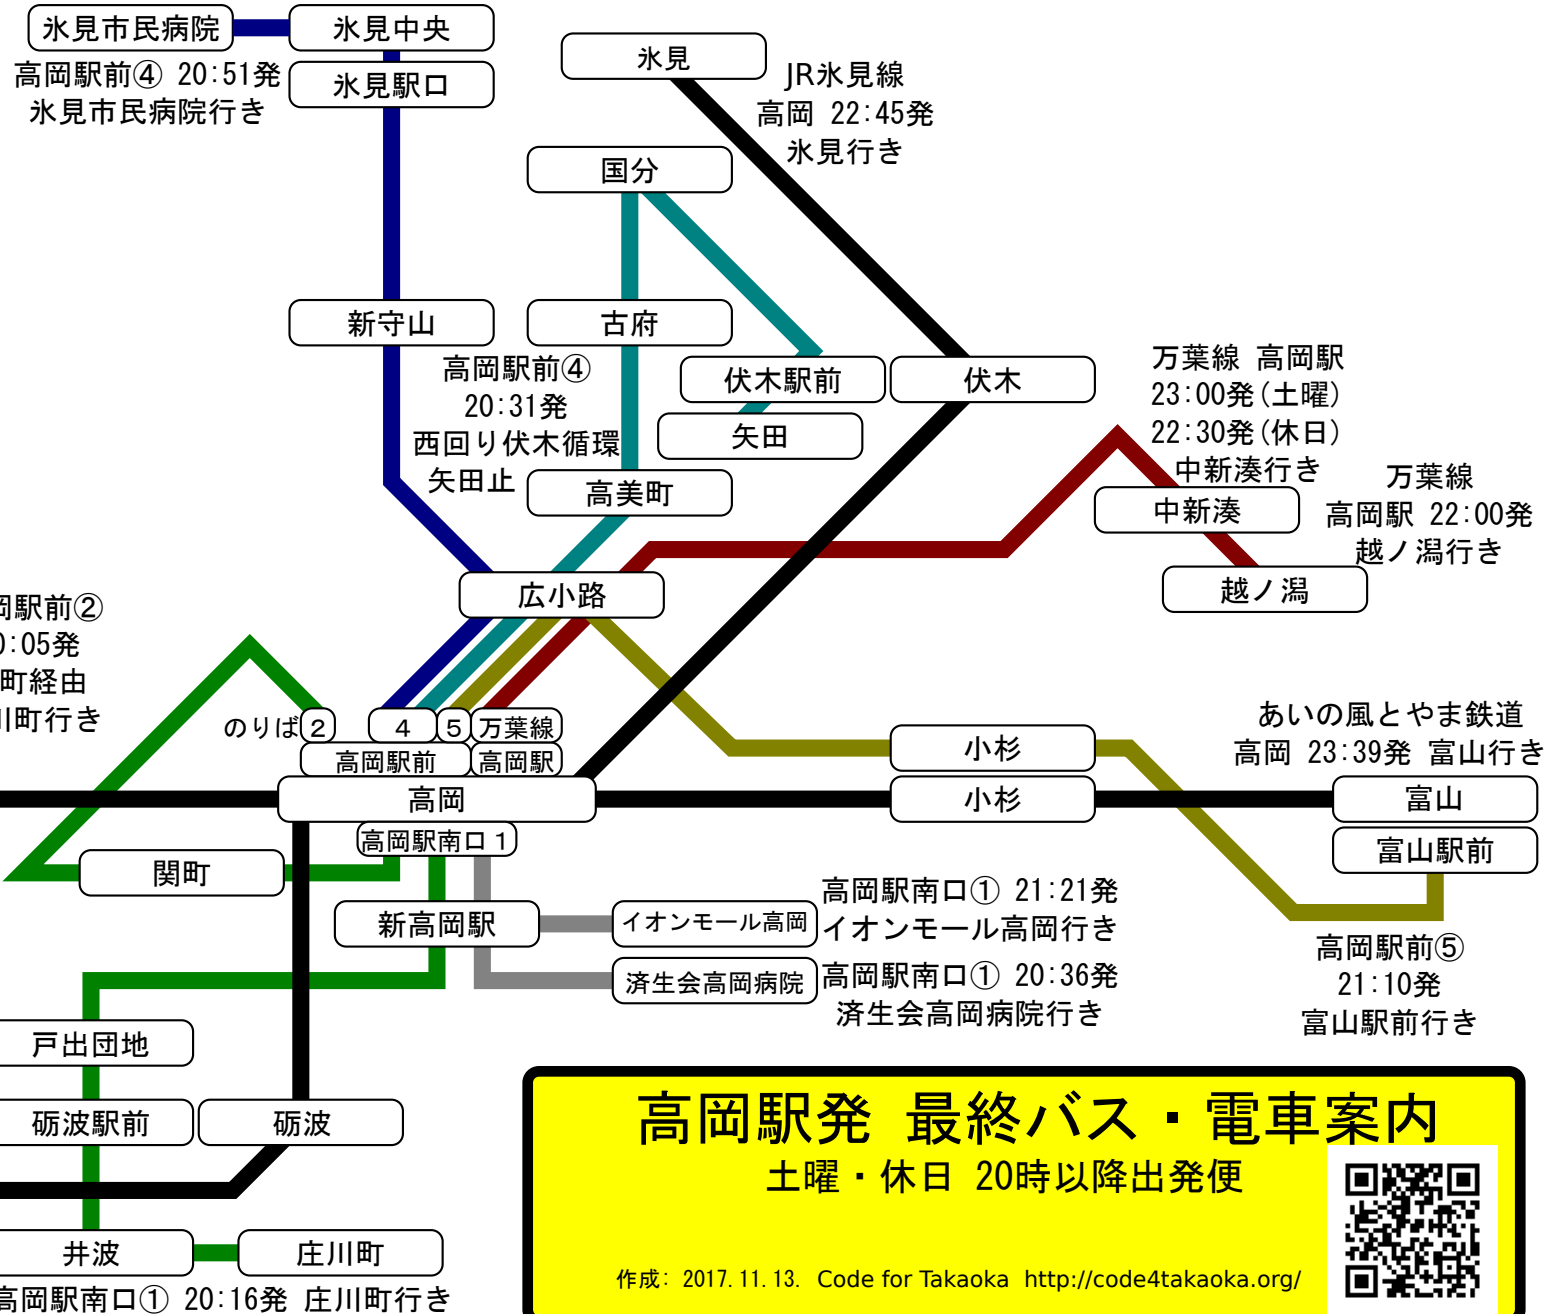 氷見市民病院
氷見中央
高岡駅前④ 20:51発
氷見市民病院行き
氷見駅口
氷見
JR氷見線
高岡 22:45発
氷見行き
国分
新守山
古府
高岡駅前④
20:31発
西回り伏木循環
矢田止
伏木駅前
伏木
矢田
高美町
万葉線 高岡駅
23:00発(土曜)
22:30発(休日)
中新湊行き
中新湊
万葉線
高岡駅 22:00発
越ノ潟行き
越ノ潟
広小路
岡駅前②
0:05発
町経由
川町行き
のりば 2
4
5
万葉線
高岡駅前
高岡駅
高岡
高岡駅南口 1
小杉
小杉
あいの風とやま鉄道
高岡 23:39発 富山行き
富山
富山駅前
関町
新高岡駅
イオンモール高岡
高岡駅南口① 21:21発
イオンモール高岡行き
済生会高岡病院
高岡駅南口① 20:36発
済生会高岡病院行き
高岡駅前⑤
21:10発
富山駅前行き
戸出団地
砺波駅前
砺波
井波
庄川町
高岡駅南口① 20:16発 庄川町行き
高岡駅発 最終バス・電車案内
土曜・休日 20時以降出発便
作成: 2017.11.13. Code for Takaoka http://code4takaoka.org/